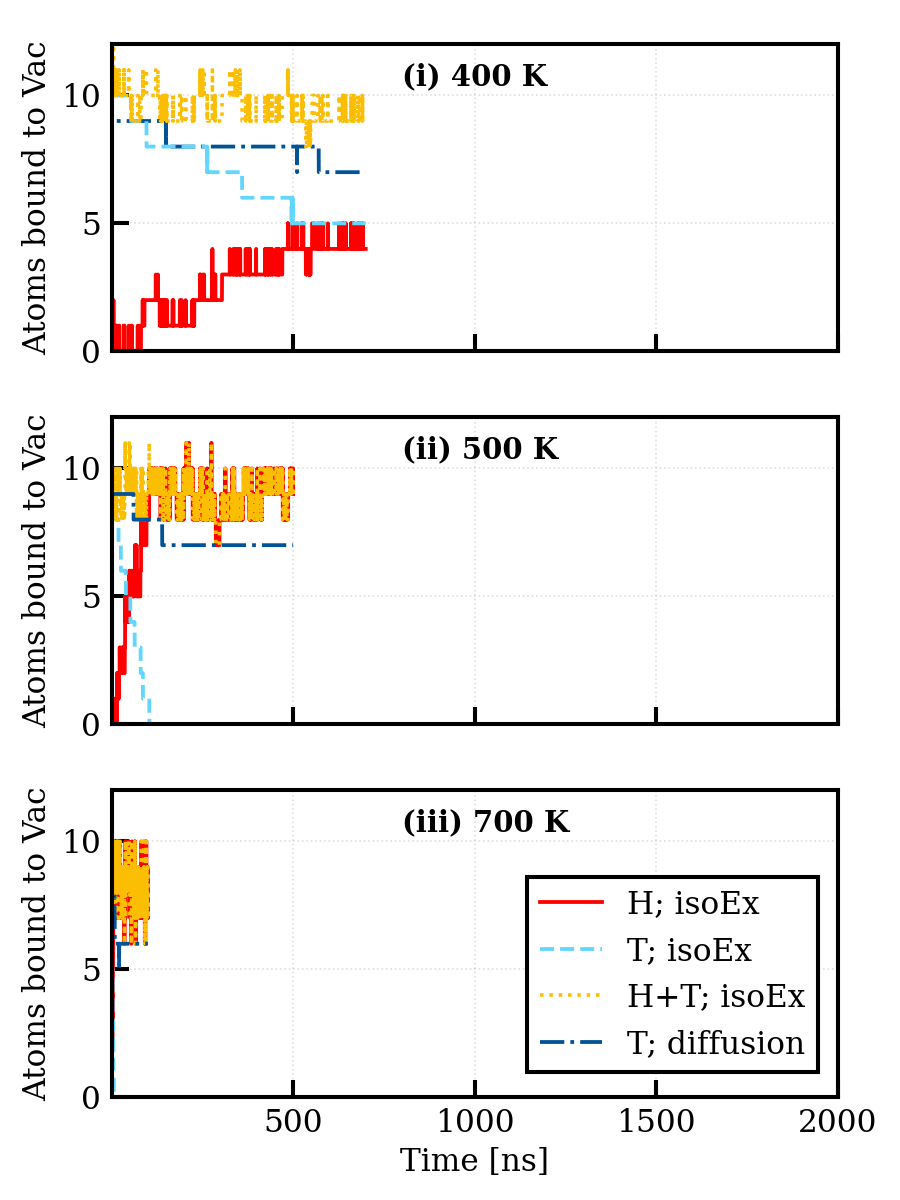 (i) 400 K
Atoms bound to Vac
10
5
0
(ii) 500 K
Atoms bound to Vac
10
5
0
(iii) 700 K
Atoms bound to Vac
10
5
0
H; isoEx
T; isoEx
H+T; isoEx
T; diffusion
500 1000 1500 2000
Time [ns]